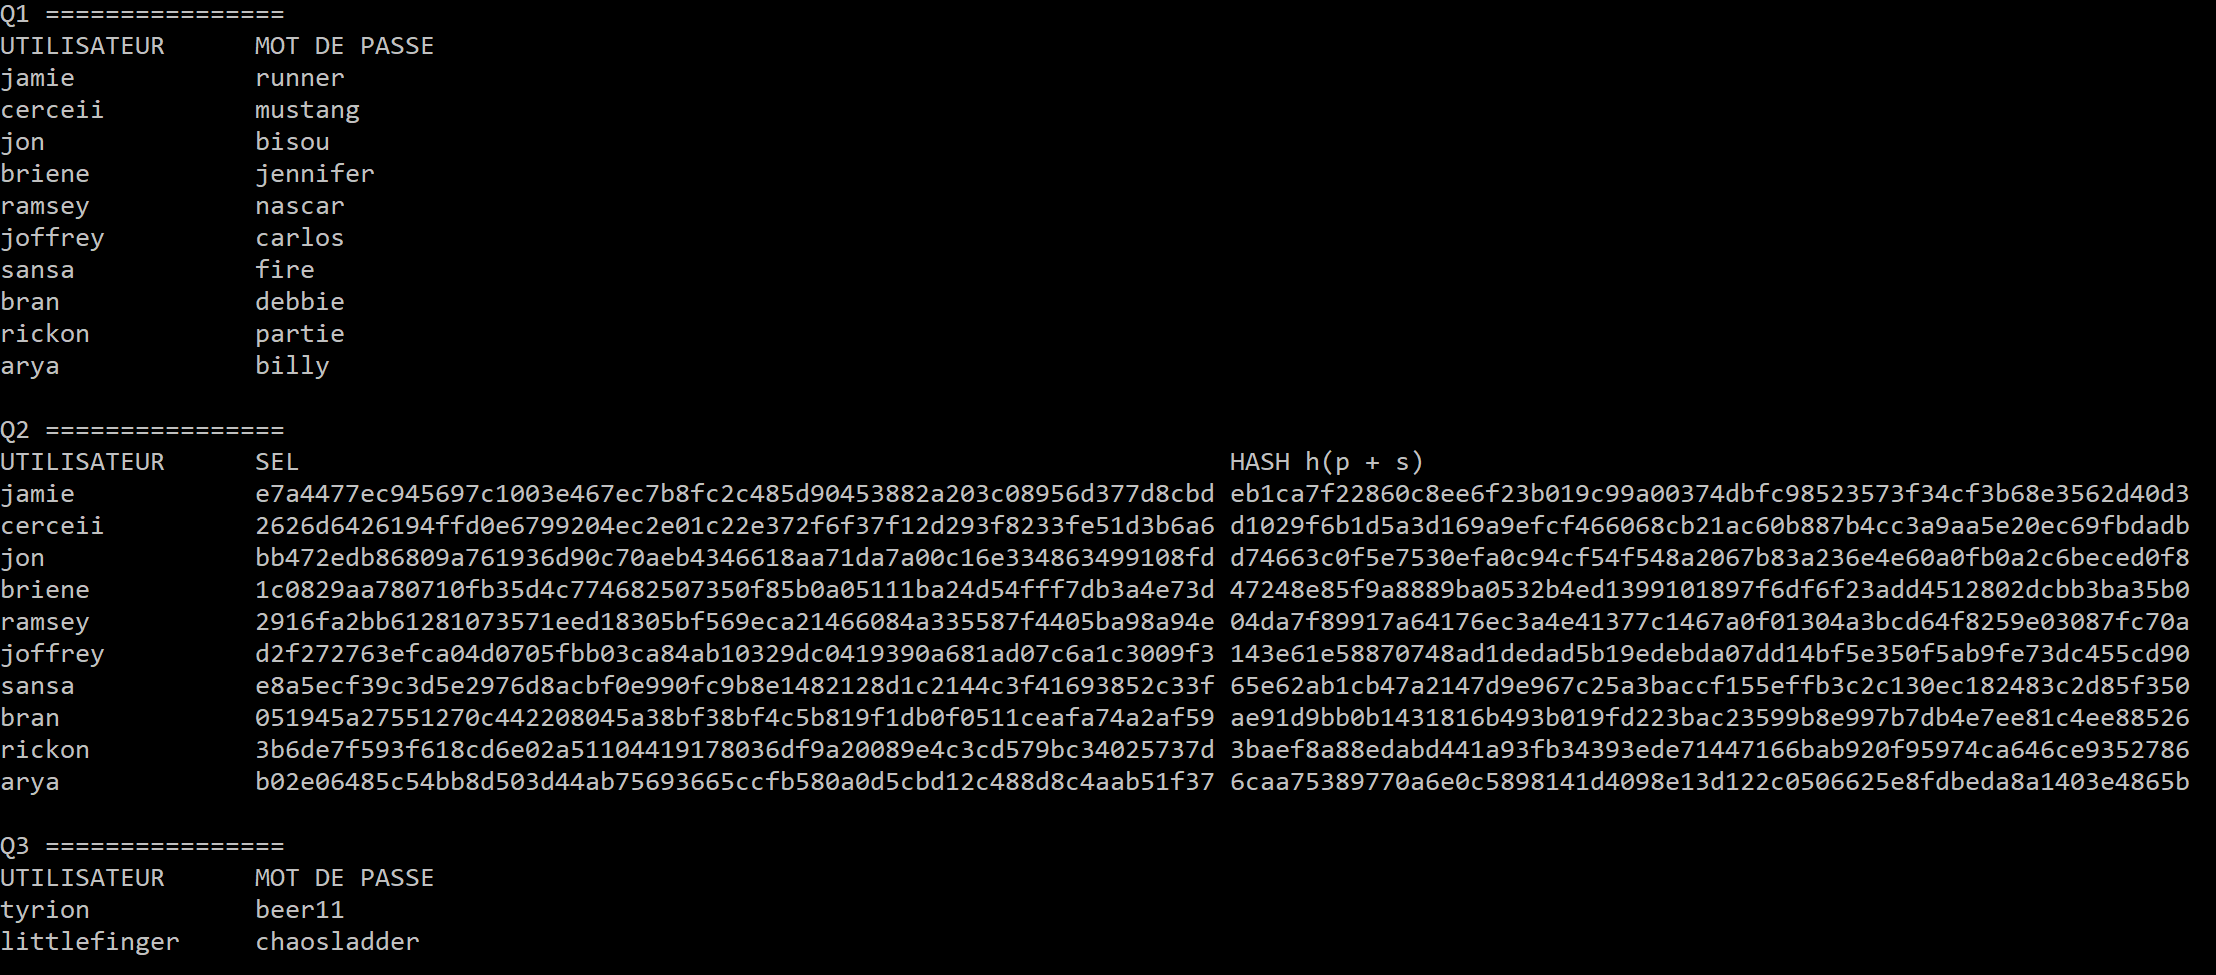 Q1 ================
UTILISATEUR      MOT DE PASSE
jamie            runner
cerceii          mustang
jon              bisou
briene           jennifer
ramsey           nascar
joffrey          carlos
sansa            fire
bran             debbie
rickon           partie
arya             billy
Q2 ================
UTILISATEUR      SEL                                                              HASH h(p + s)
jamie            e7a4477ec945697c1003e467ec7b8fc2c485d90453882a203c08956d377d8cbd eb1ca7f22860c8ee6f23b019c99a00374dbfc98523573f34cf3b68e3562d40d3
cerceii          2626d6426194ffd0e6799204ec2e01c22e372f6f37f12d293f8233fe51d3b6a6 d1029f6b1d5a3d169a9efcf466068cb21ac60b887b4cc3a9aa5e20ec69fbdadb
jon              bb472edb86809a761936d90c70aeb4346618aa71da7a00c16e334863499108fd d74663c0f5e7530efa0c94cf54f548a2067b83a236e4e60a0fb0a2c6beced0f8
briene           1c0829aa780710fb35d4c774682507350f85b0a05111ba24d54fff7db3a4e73d 47248e85f9a8889ba0532b4ed1399101897f6df6f23add4512802dcbb3ba35b0
ramsey           2916fa2bb61281073571eed18305bf569eca21466084a335587f4405ba98a94e 04da7f89917a64176ec3a4e41377c1467a0f01304a3bcd64f8259e03087fc70a
joffrey          d2f272763efca04d0705fbb03ca84ab10329dc0419390a681ad07c6a1c3009f3 143e61e58870748ad1dedad5b19edebda07dd14bf5e350f5ab9fe73dc455cd90
sansa            e8a5ecf39c3d5e2976d8acbf0e990fc9b8e1482128d1c2144c3f41693852c33f 65e62ab1cb47a2147d9e967c25a3baccf155effb3c2c130ec182483c2d85f350
bran             051945a27551270c442208045a38bf38bf4c5b819f1db0f0511ceafa74a2af59 ae91d9bb0b1431816b493b019fd223bac23599b8e997b7db4e7ee81c4ee88526
rickon           3b6de7f593f618cd6e02a51104419178036df9a20089e4c3cd579bc34025737d 3baef8a88edabd441a93fb34393ede71447166bab920f95974ca646ce9352786
arya             b02e06485c54bb8d503d44ab75693665ccfb580a0d5cbd12c488d8c4aab51f37 6caa75389770a6e0c5898141d4098e13d122c0506625e8fdbeda8a1403e4865b
Q3 ================
UTILISATEUR      MOT DE PASSE
tyrion           beer11
littlefinger     chaosladder